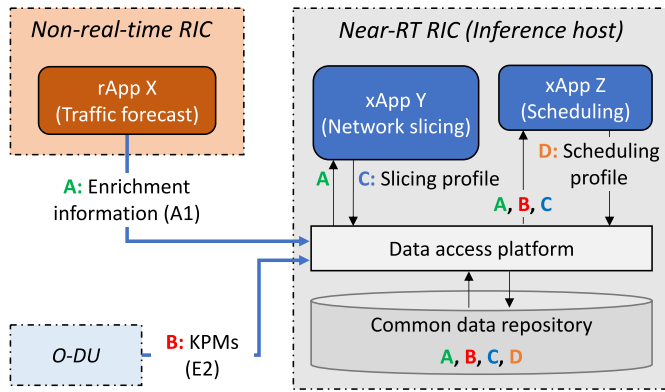 Non-real-time RIC
rApp X
(Traffic forecast)
A: Enrichment
information (A1)
O-DU
B: KPMs
(E2)
Near-RT RIC (Inference host)
xApp Y
(Network slicing)
xApp Z
(Scheduling)
A
C: Slicing profile
D: Scheduling
profile
A, B, C
Data access platform
Common data repository
A, B, C, D